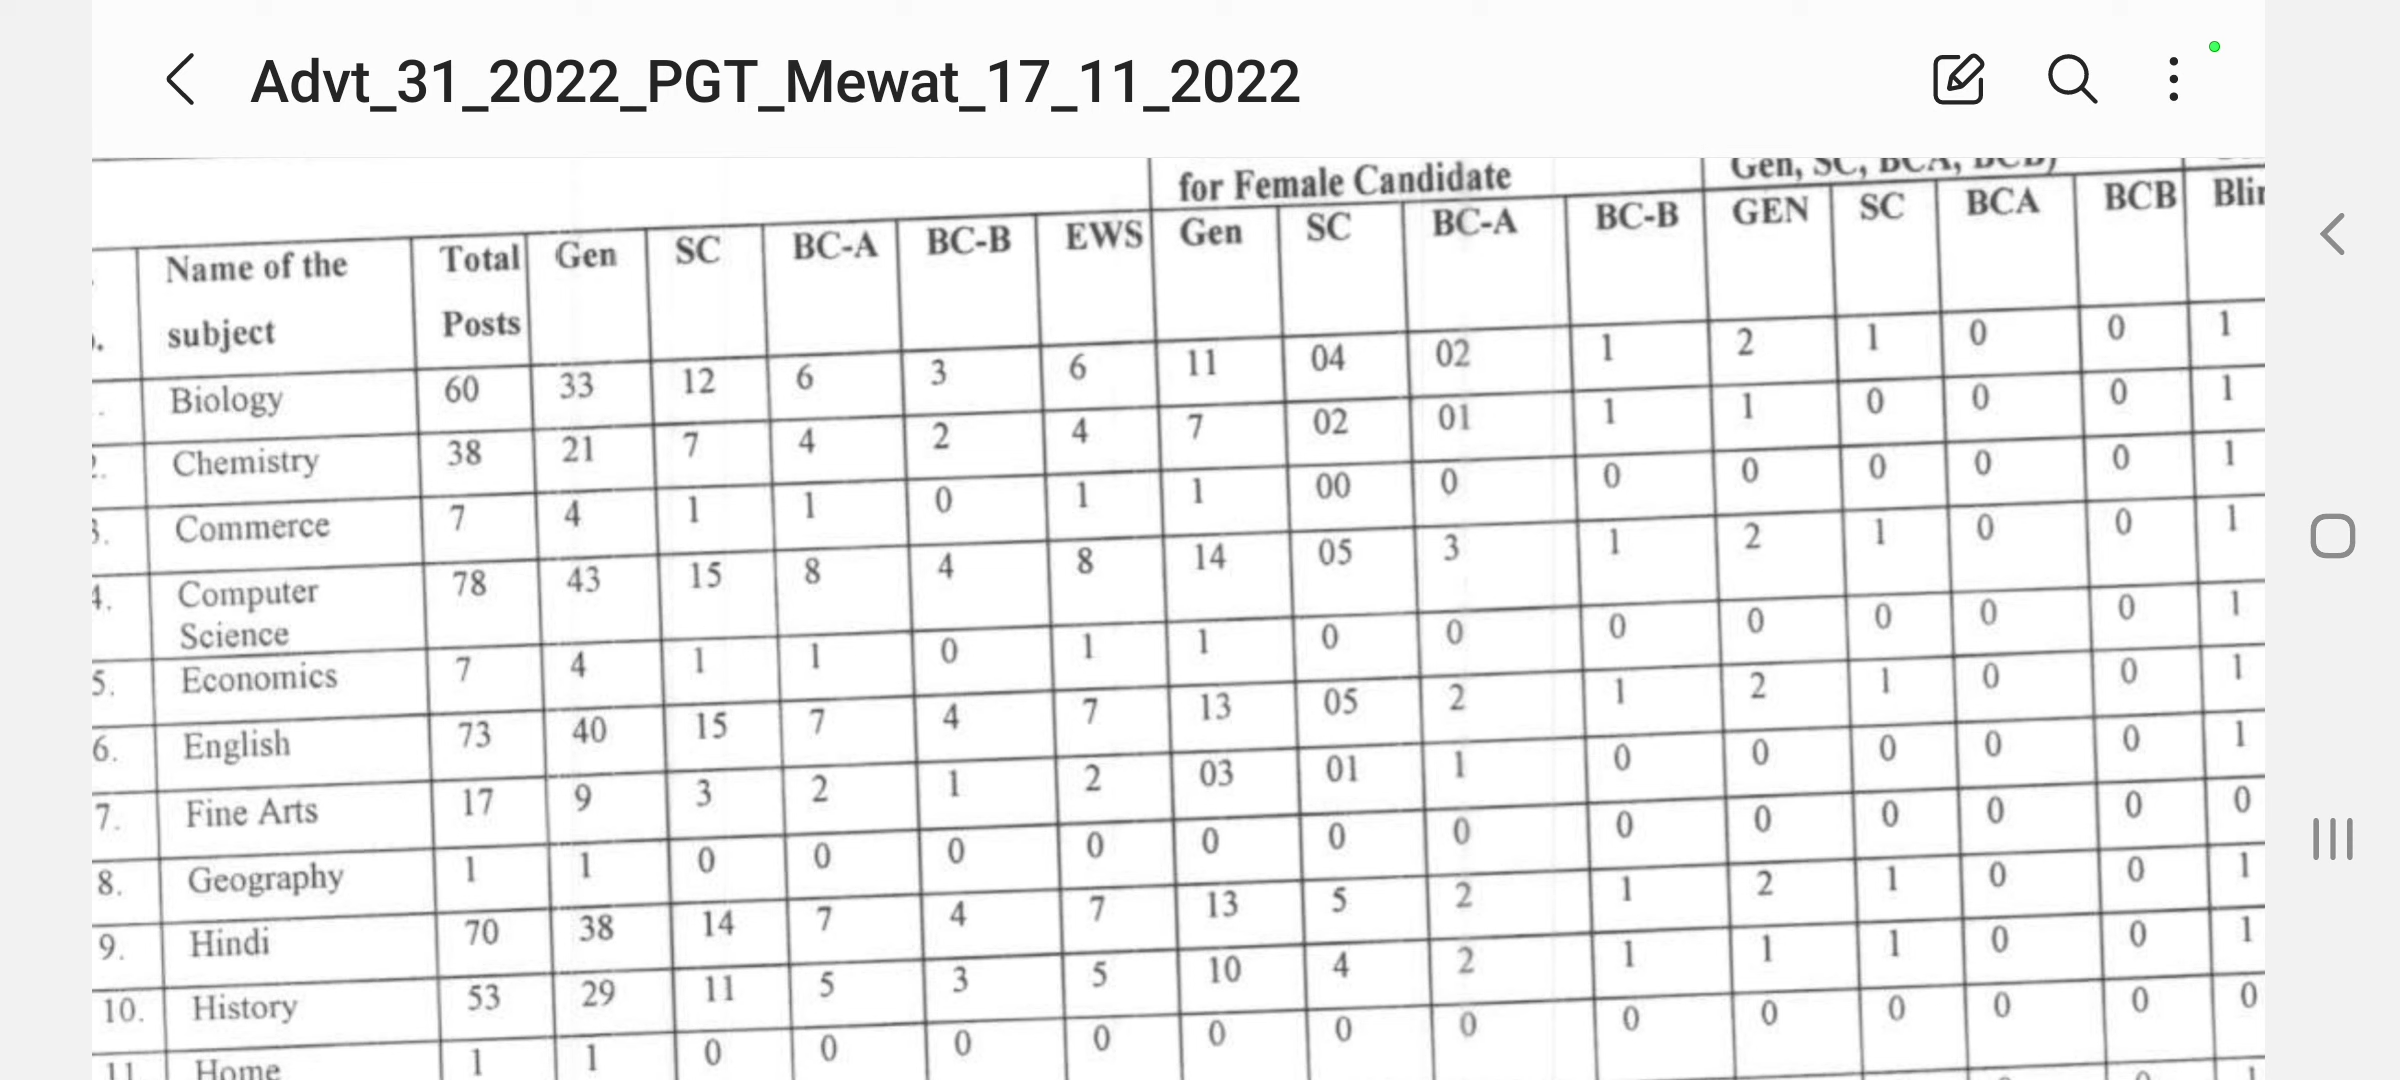 Advt_31_2022_PGT_Mewat_17_11_2022
for Female Candidate Gen, SC, BCA, BCB)
Name of the subject Total Posts Gen SC BC-A BC-B EWS Gen SC BC-A BC-B GEN SC BCA BCB
Biology 60 33 12 6 3 6 11 04 02 1 2 1 0 0 1
2. Chemistry 38 21 7 4 2 4 7 02 01 1 1 0 0 0 1
3. Commerce 7 4 1 1 0 1 1 00 0 0 0 0 0 0 1
4. Computer Science 78 43 15 8 4 8 14 05 3 1 2 1 0 0 1
5. Economics 7 4 1 1 0 1 1 0 0 0 0 0 0 0 1
6. English 73 40 15 7 4 7 13 05 2 1 2 1 0 0 1
7. Fine Arts 17 9 3 2 1 2 03 01 1 0 0 0 0 0 1
8. Geography 1 1 0 0 0 0 0 0 0 0 0 0 0 0 0
9. Hindi 70 38 14 7 4 7 13 5 2 1 2 1 0 0 1
10. History 53 29 11 5 3 5 10 4 2 1 1 1 0 0 1
11. Home 1 1 0 0 0 0 0 0 0 0 0 0 0 0 0